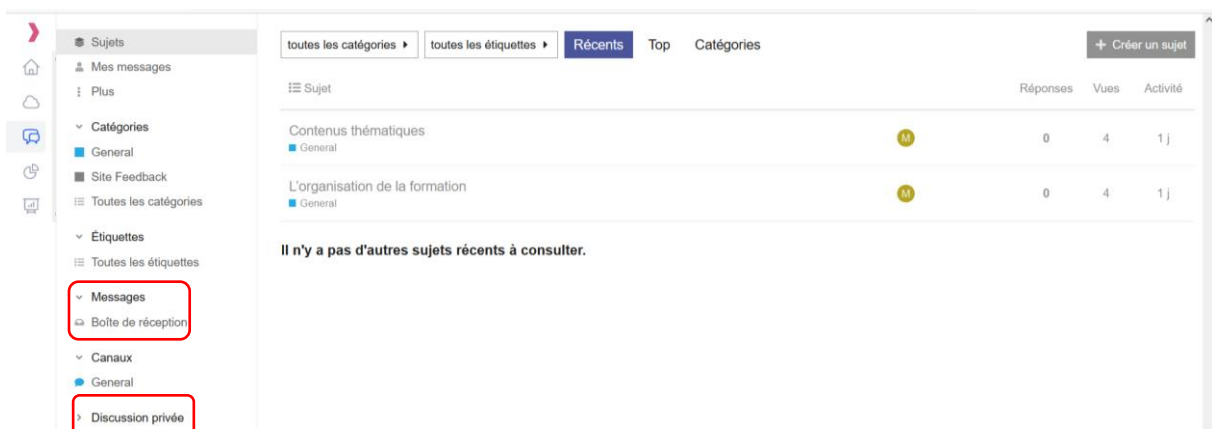 Sujets
Mes messages
Plus
Catégories
General
Site Feedback
Toutes les catégories
Étiquettes
Toutes les étiquettes
Messages
Boîte de réception
Canaux
General
Discussion privée
toutes les catégories toutes les étiquettes Récents Top Catégories + Créer un sujet
Sujet Réponses Vues Activité
Contenus thématiques M 0 4 1 j
General
L'organisation de la formation M 0 4 1 j
General
Il n'y a pas d'autres sujets récents à consulter.